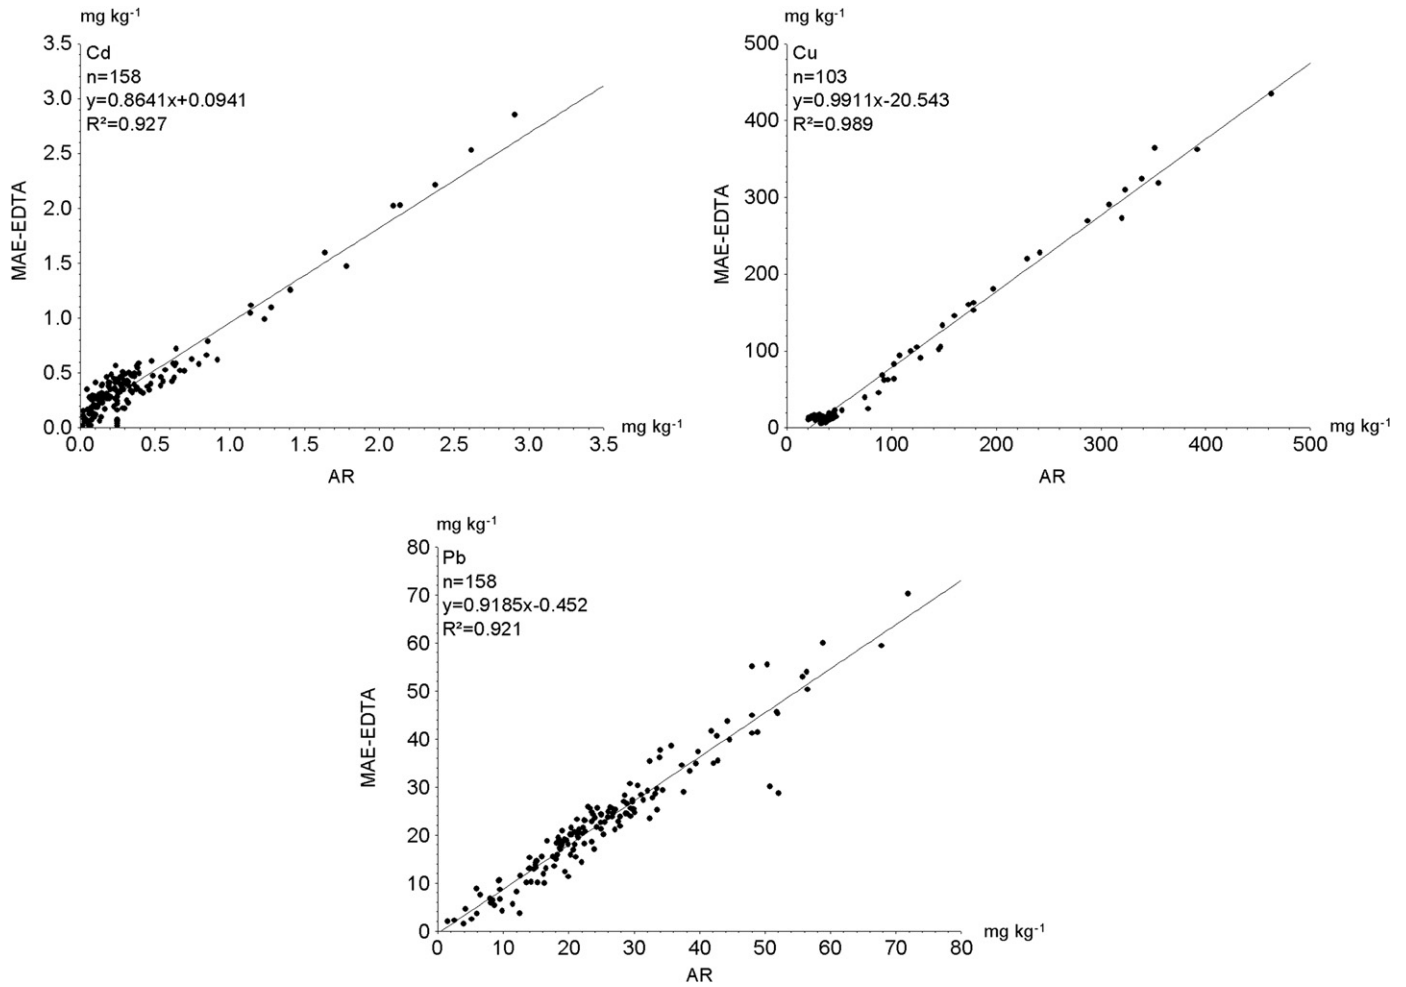 mg kg⁻¹
3.5
Cd
n=158
3.0
y=0.8641x+0.0941
R²=0.927
2.5
MAE-EDTA
2.0
1.5
1.0
0.5
0.0
mg kg⁻¹
0.0 0.5 1.0 1.5 2.0 2.5 3.0 3.5
AR
mg kg⁻¹
500
Cu
n=103
y=0.9911x-20.543
400
R²=0.989
MAE-EDTA
300
200
100
0
mg kg⁻¹
0 100 200 300 400 500
AR
mg kg⁻¹
80
Pb
n=158
70
y=0.9185x-0.452
R²=0.921
60
MAE-EDTA
50
40
30
20
10
0
mg kg⁻¹
0 10 20 30 40 50 60 70 80
AR